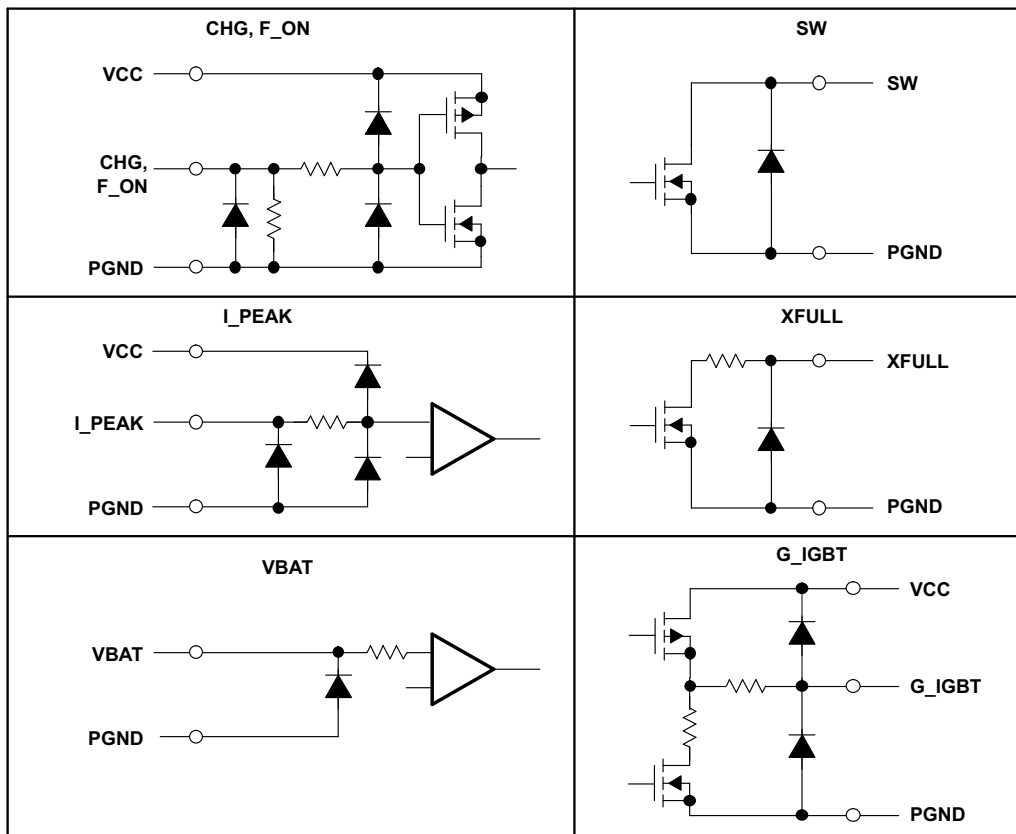 CHG, F_ON
VCC
CHG,
F_ON
PGND
SW
SW
PGND
I_PEAK
VCC
I_PEAK
PGND
XFULL
XFULL
PGND
VBAT
VBAT
PGND
G_IGBT
VCC
G_IGBT
PGND